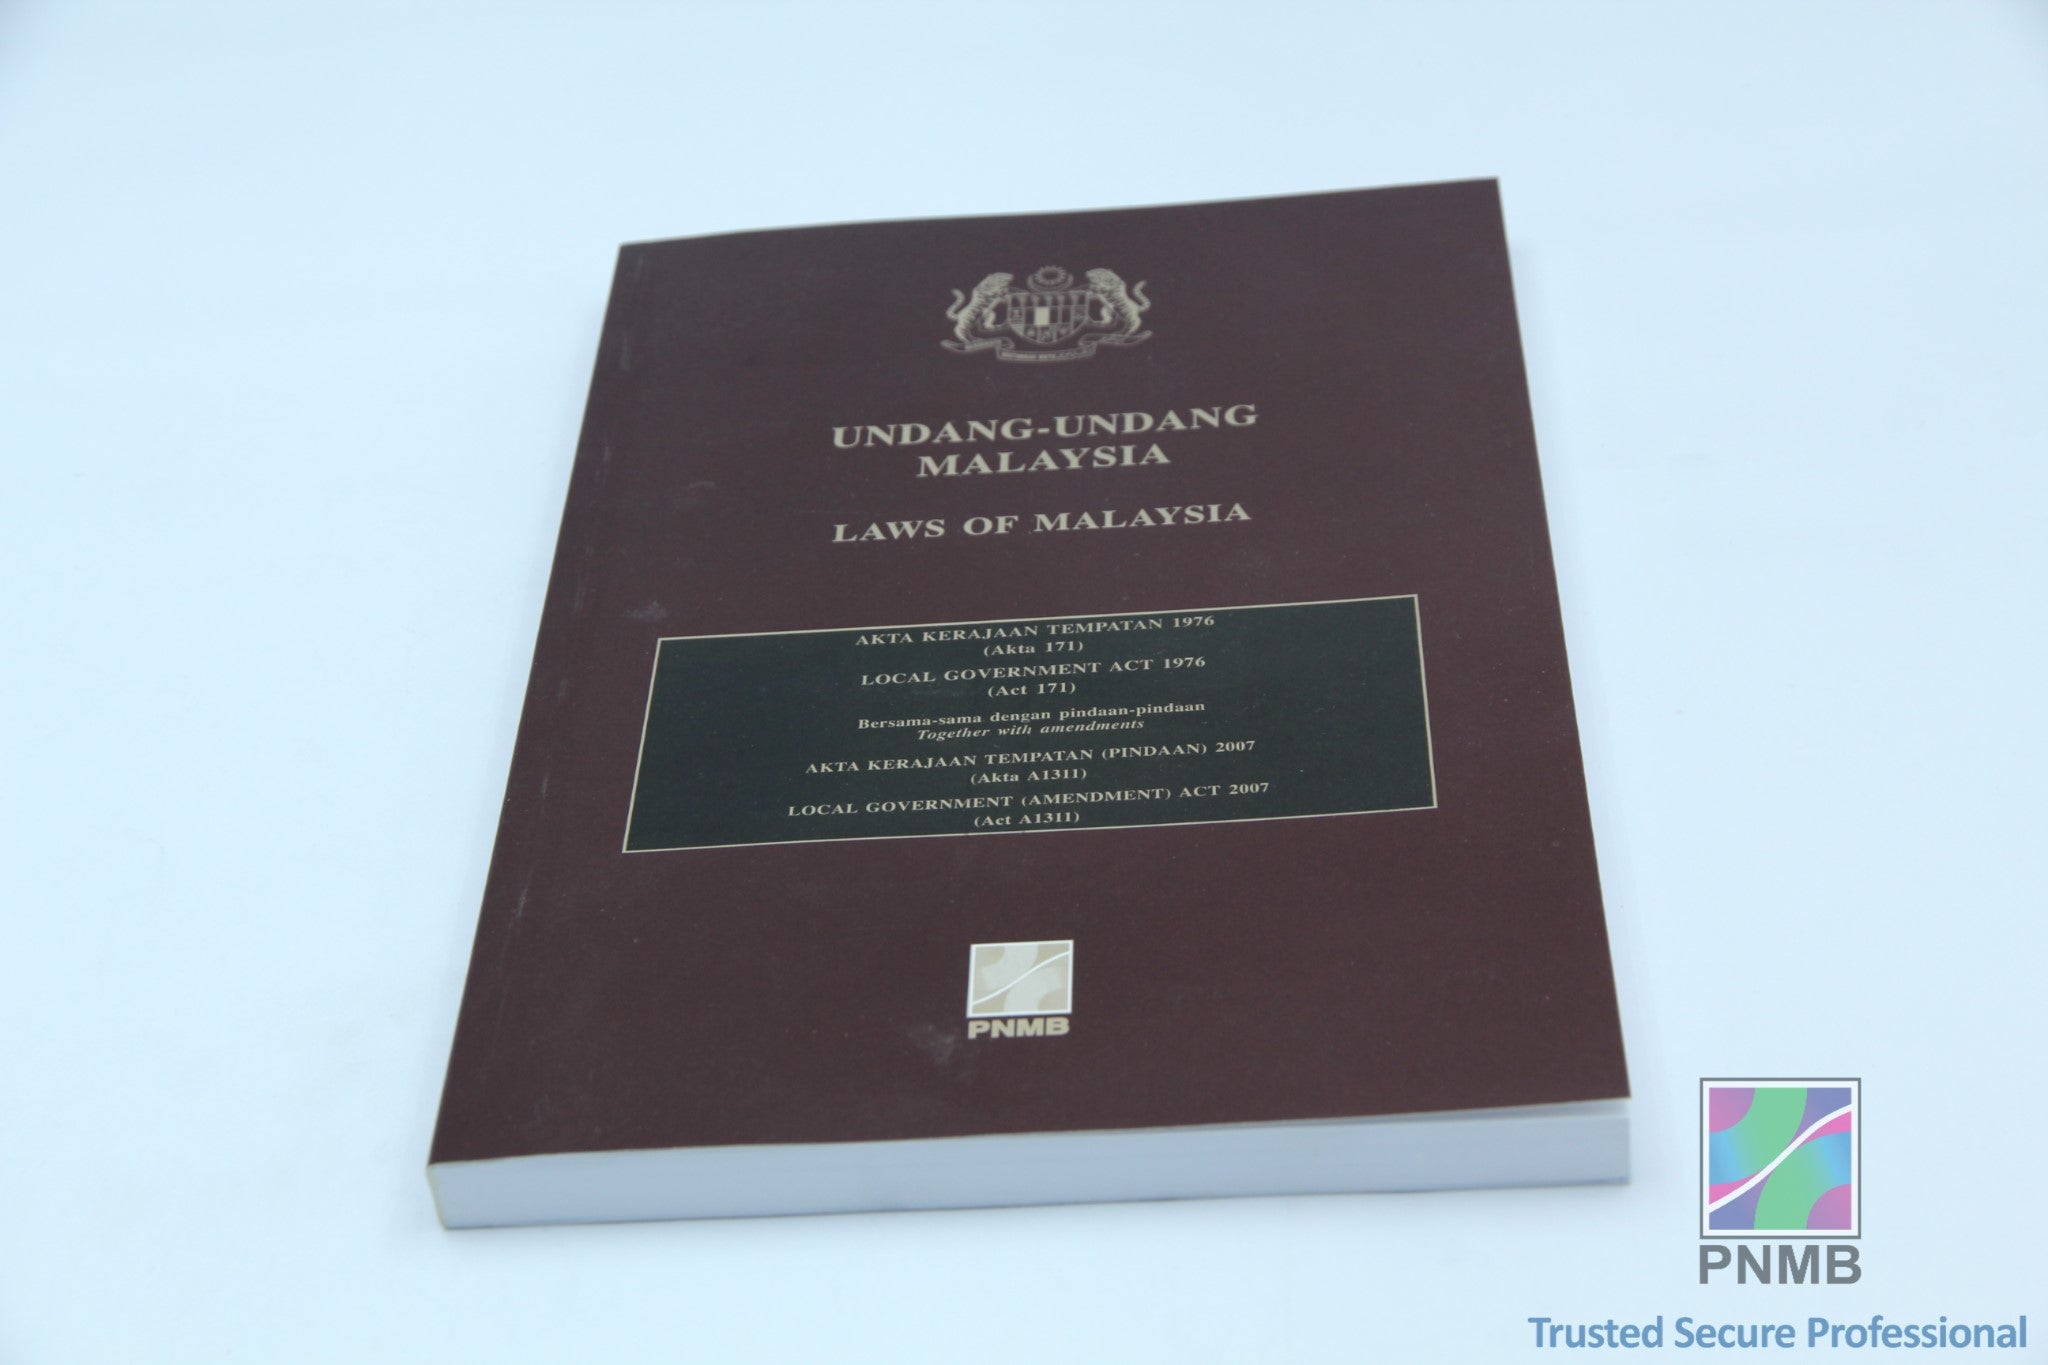 UNDANG-UNDANG
MALAYSIA
LAWS OF MALAYSIA
AKTA KERAJAAN TEMPATAN 1976
(Akta 171)
LOCAL GOVERNMENT ACT 1976
(Act 171)
Bersama-sama dengan pindaan-pindaan
Together with amendments
AKTA KERAJAAN TEMPATAN (PINDAAN) 2007
(Akta A1311)
LOCAL GOVERNMENT (AMENDMENT) ACT 2007
(Act A1311)
PNMB
PNMB
Trusted Secure Professional